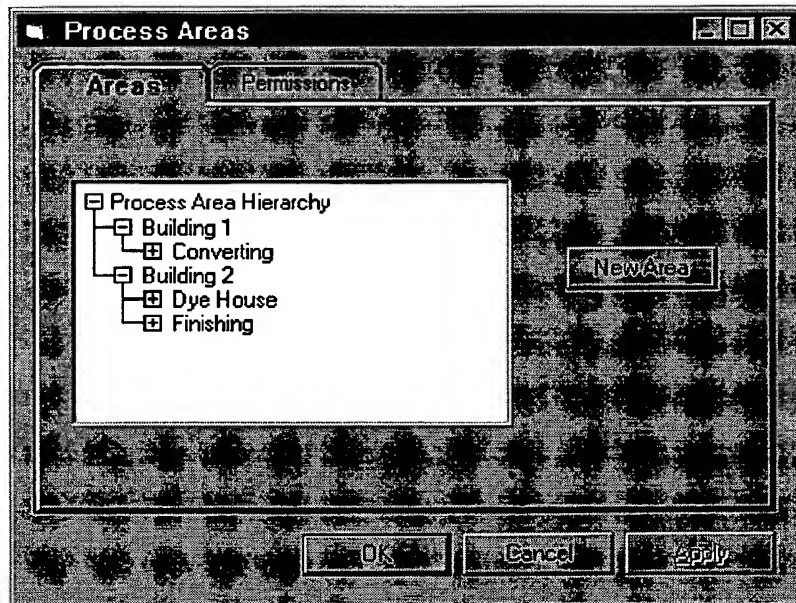 Process Areas
Areas
Permissions
Process Area Hierarchy
Building 1
Converting
Building 2
Dye House
Finishing
New Area
OK
Cancel
Apply